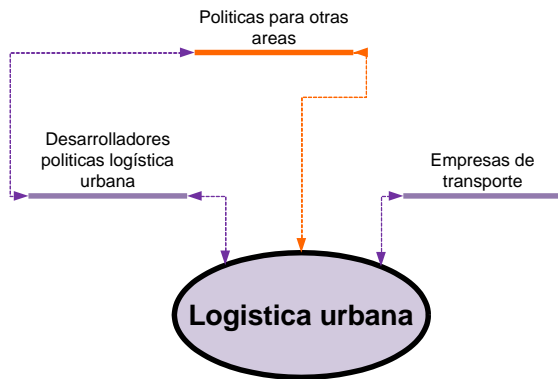 Politicas para otras
areas
Desarrolladores
politicas logística
urbana
Empresas de
transporte
Logistica urbana